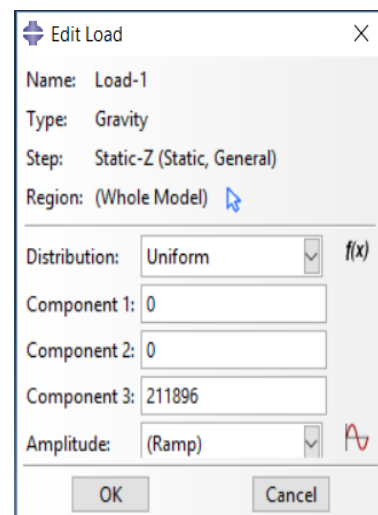 Edit Load
Name: Load-1
Type: Gravity
Step: Static-Z (Static, General)
Region: (Whole Model)
Distribution: Uniform f(x)
Component 1: 0
Component 2: 0
Component 3: 211896
Amplitude: (Ramp)
OK Cancel